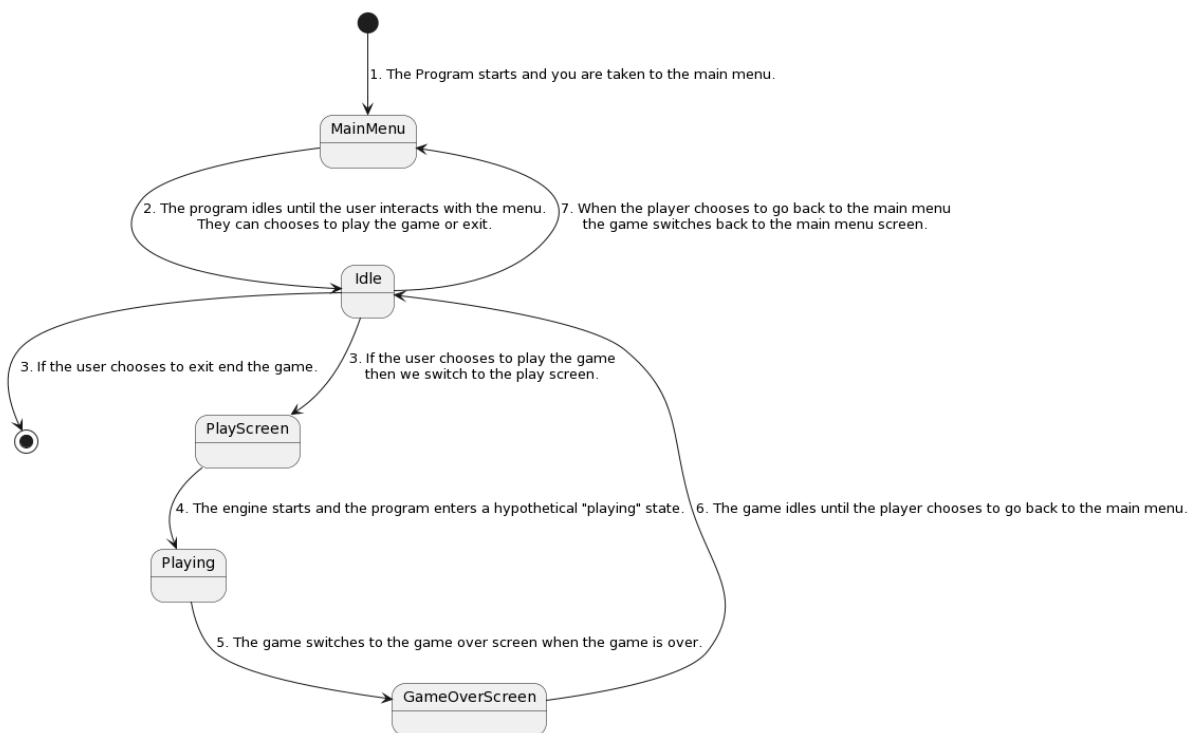 1. The Program starts and you are taken to the main menu.
MainMenu
2. The program idles until the user interacts with the menu.
They can chooses to play the game or exit.
7. When the player chooses to go back to the main menu
the game switches back to the main menu screen.
Idle
3. If the user chooses to exit end the game.
3. If the user chooses to play the game
then we switch to the play screen.
PlayScreen
4. The engine starts and the program enters a hypothetical "playing" state.
6. The game idles until the player chooses to go back to the main menu.
Playing
5. The game switches to the game over screen when the game is over.
GameOverScreen